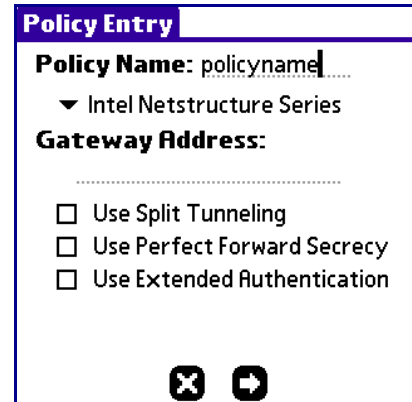 Policy Entry
Policy Name: policyname
Intel Netstructure Series
Gateway Address:
Use Split Tunneling
Use Perfect Forward Secrecy
Use Extended Authentication